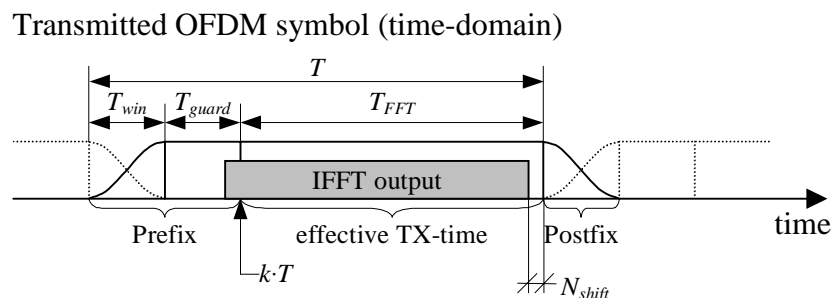 Transmitted OFDM symbol (time-domain)
T
T_win T_guard T_FFT
IFFT output
Prefix effective TX-time Postfix time
k·T N_shift